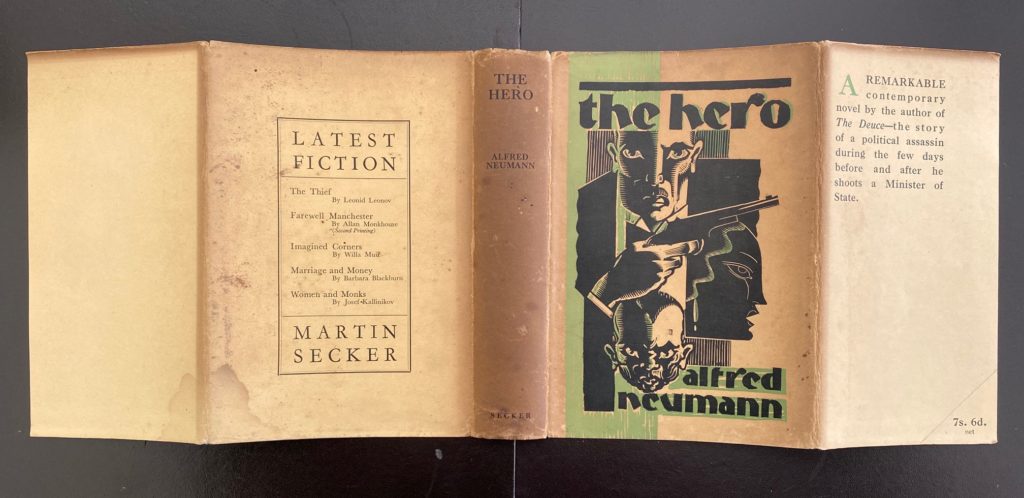 LATEST
FICTION
The Thief
By Leonid Leonov
Farewell Manchester
By Allan Monkhouse
(Second Printing)
Imagined Corners
By Willa Muir
Marriage and Money
By Barbara Blackburn
Women and Monks
By Josef Kallinikov
MARTIN
SECKER
THE
HERO
ALFRED
NEUMANN
SECKER
the hero
alfred
neumann
A REMARKABLE
contemporary
novel by the author of
The Deuce—the story
of a political assassin
during the few days
before and after he
shoots a Minister of
State.
7s. 6d.
net